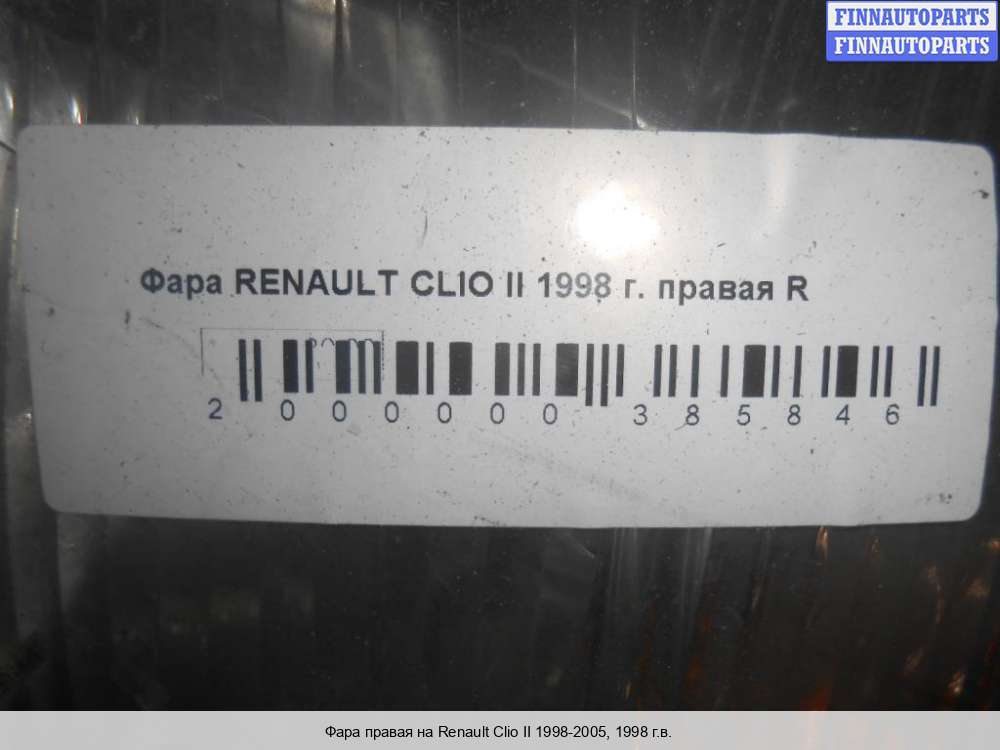 FINNAUTOPARTS
FINNAUTOPARTS
Фара RENAULT CLIO II 1998 г. правая R
2 000000 385846
Фара правая на Renault Clio II 1998-2005, 1998 г.в.